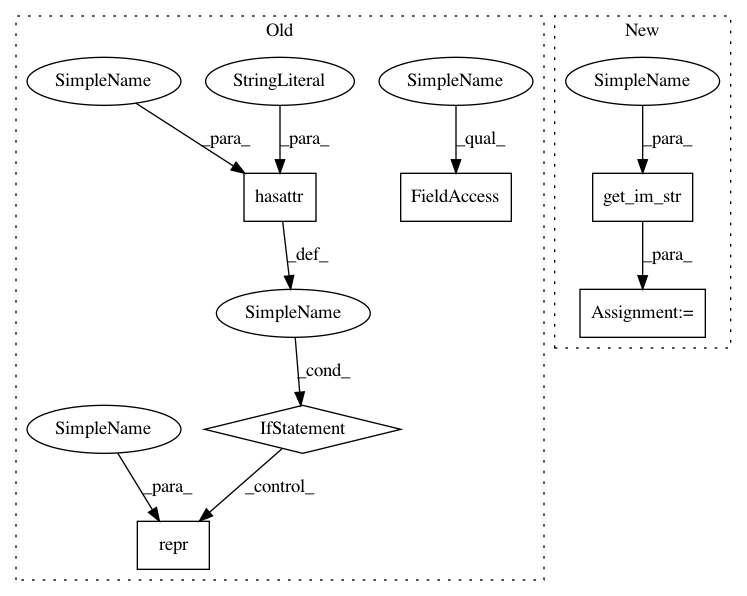 Old
New
SimpleName
StringLiteral
SimpleName
SimpleName
_para_
_para_
_qual_
_para_
hasattr
FieldAccess
get_im_str
_def_
_para_
SimpleName
Assignment:=
_cond_
SimpleName
IfStatement
_para_
_control_
repr